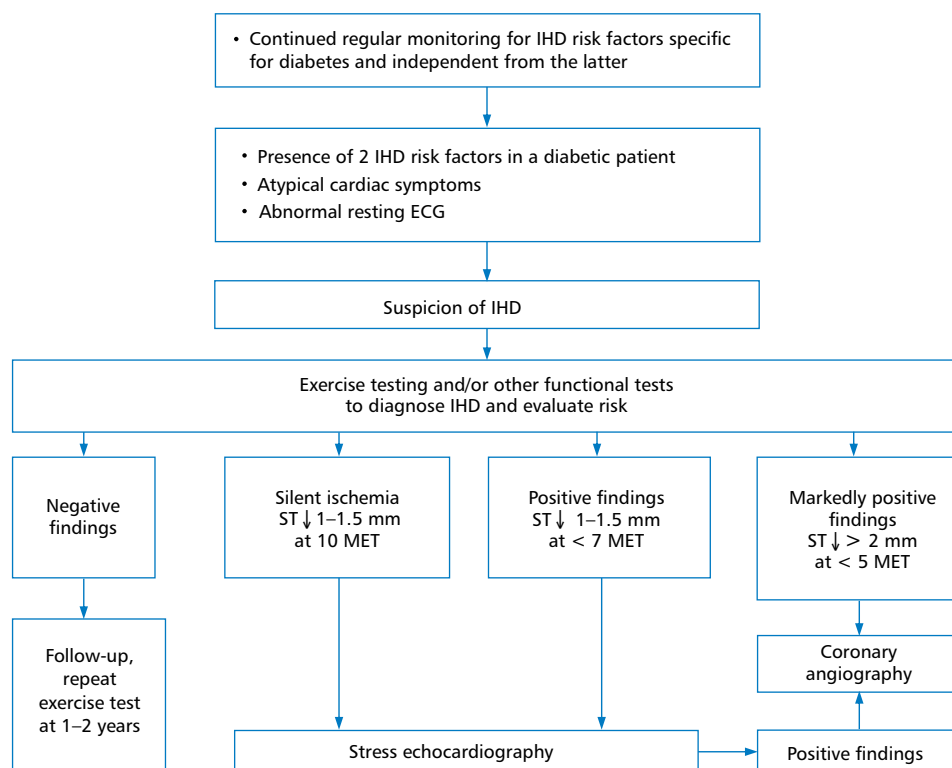 • Continued regular monitoring for IHD risk factors specific
for diabetes and independent from the latter
• Presence of 2 IHD risk factors in a diabetic patient
• Atypical cardiac symptoms
• Abnormal resting ECG
Suspicion of IHD
Exercise testing and/or other functional tests
to diagnose IHD and evaluate risk
Negative
findings
Silent ischemia
ST ↓ 1–1.5 mm
at 10 MET
Positive findings
ST ↓ 1–1.5 mm
at < 7 MET
Markedly positive
findings
ST ↓ > 2 mm
at < 5 MET
Follow-up,
repeat
exercise test
at 1–2 years
Coronary
angiography
Stress echocardiography
Positive findings